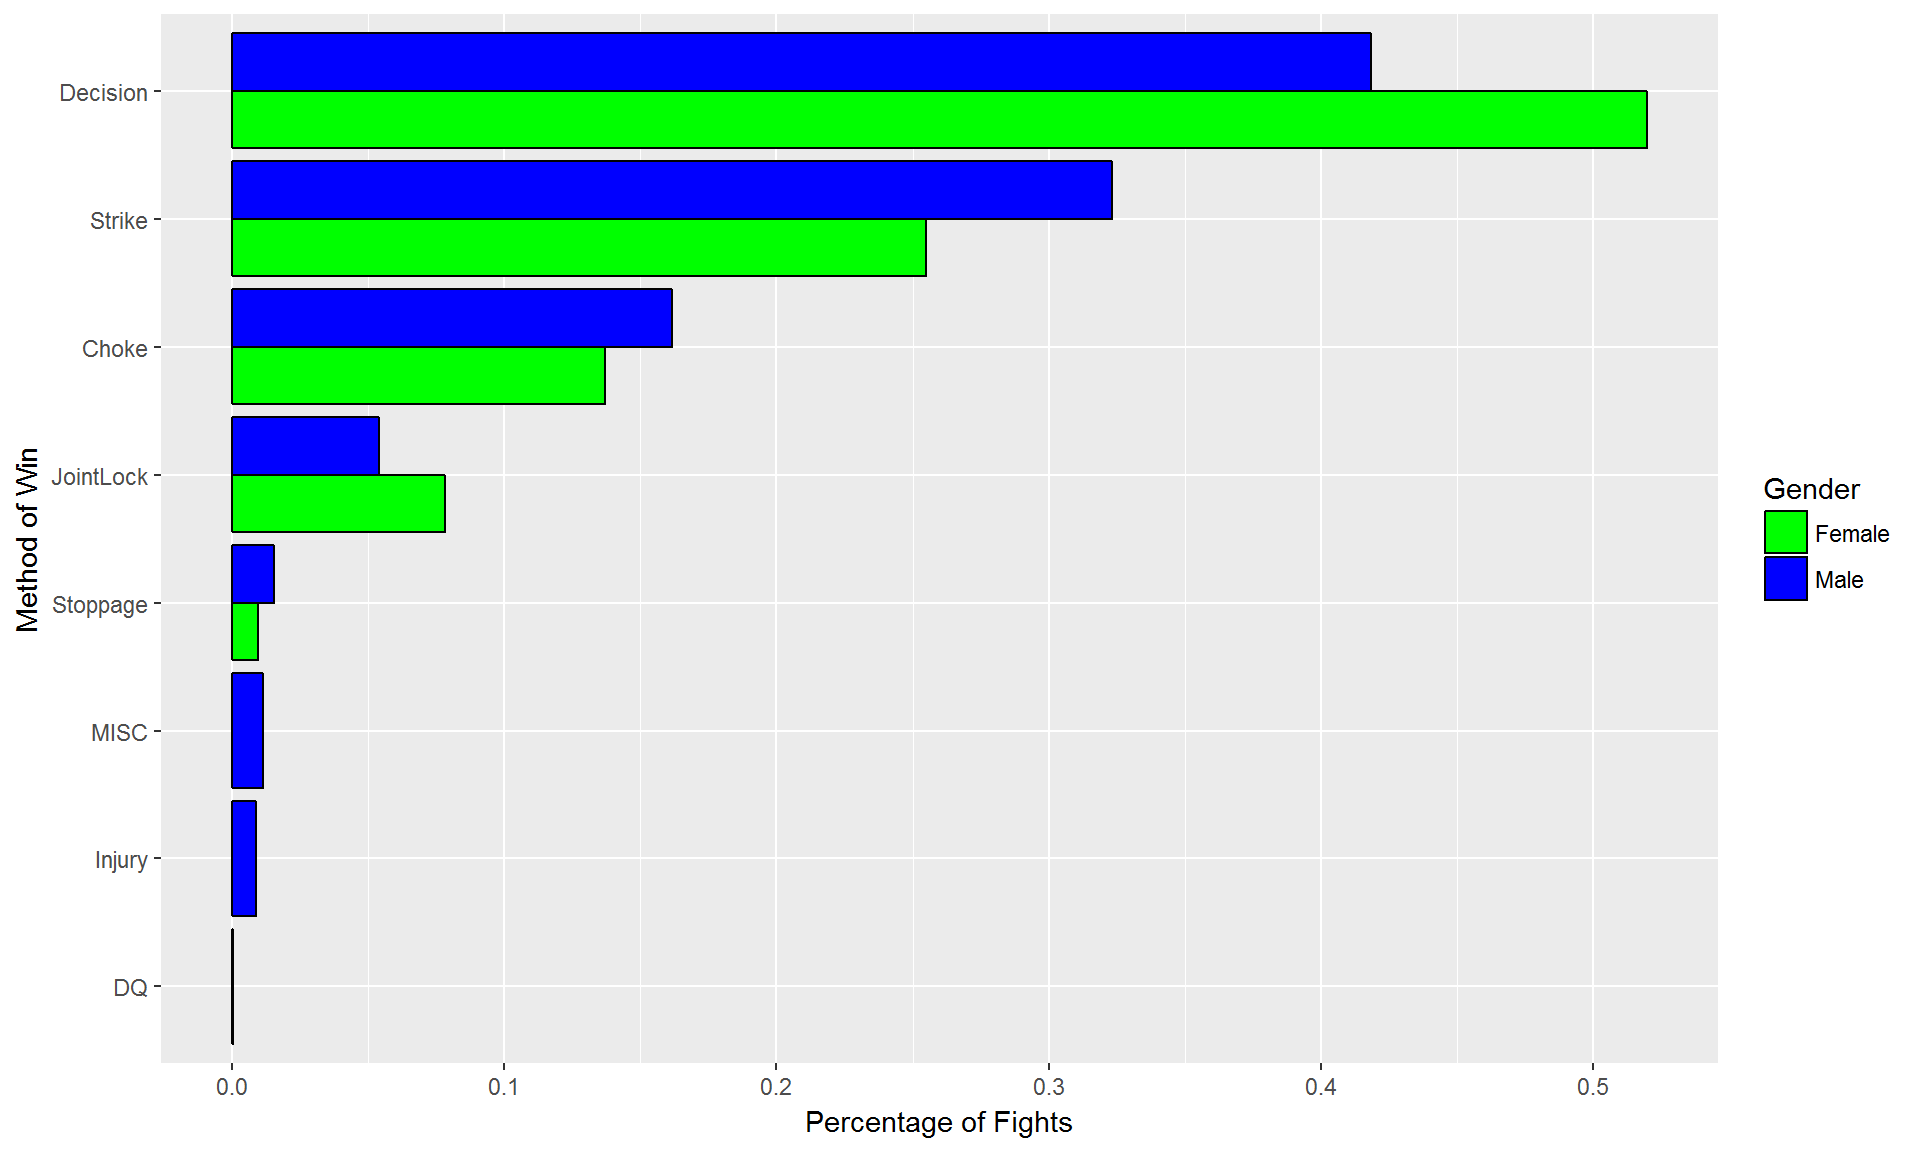 Decision
Strike
Choke
JointLock
Stoppage
MISC
Injury
DQ
Method of Win
0.0 0.1 0.2 0.3 0.4 0.5
Percentage of Fights
Gender
Female
Male